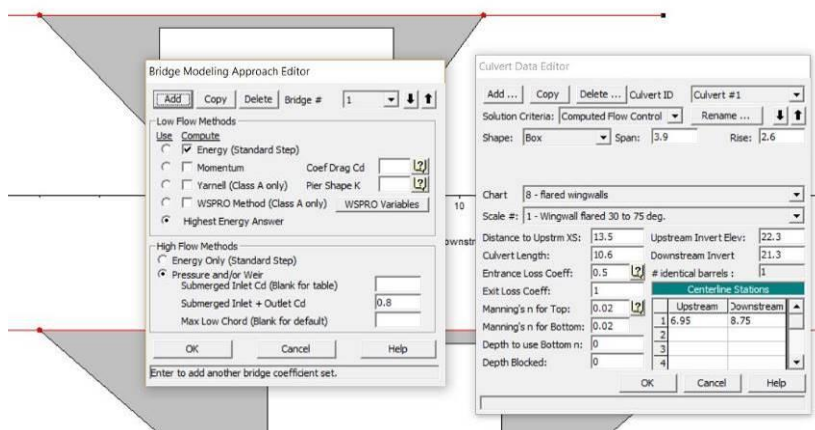 Bridge Modeling Approach Editor
Add Copy Delete Bridge # 1
Low Flow Methods
Use Compute
Energy (Standard Step)
Momentum Coef Drag Cd
Yarnell (Class A only) Pier Shape K
WSPRO Method (Class A only) WSPRO Variables
Highest Energy Answer
High Flow Methods
Energy Only (Standard Step)
Pressure and/or Weir
Submerged Inlet Cd (Blank for table)
Submerged Inlet + Outlet Cd 0.8
Max Low Chord (Blank for default)
OK Cancel Help
Enter to add another bridge coefficient set.
10
ownstr
Culvert Data Editor
Add ... Copy Delete ... Culvert ID Culvert #1
Solution Criteria: Computed Flow Control Rename ...
Shape: Box Span: 3.9 Rise: 2.6
Chart 8 - flared wingwalls
Scale #: 1 - Wingwall flared 30 to 75 deg.
Distance to Upstrm XS: 13.5 Upstream Invert Elev: 22.3
Culvert Length: 10.6 Downstream Invert 21.3
Entrance Loss Coeff: 0.5 # identical barrels : 1
Exit Loss Coeff: 1 Centerline Stations
Manning's n for Top: 0.02 Upstream Downstream
Manning's n for Bottom: 0.02 1 6.95 8.75
Depth to use Bottom n: 0 2
3
Depth Blocked: 0 4
OK Cancel Help